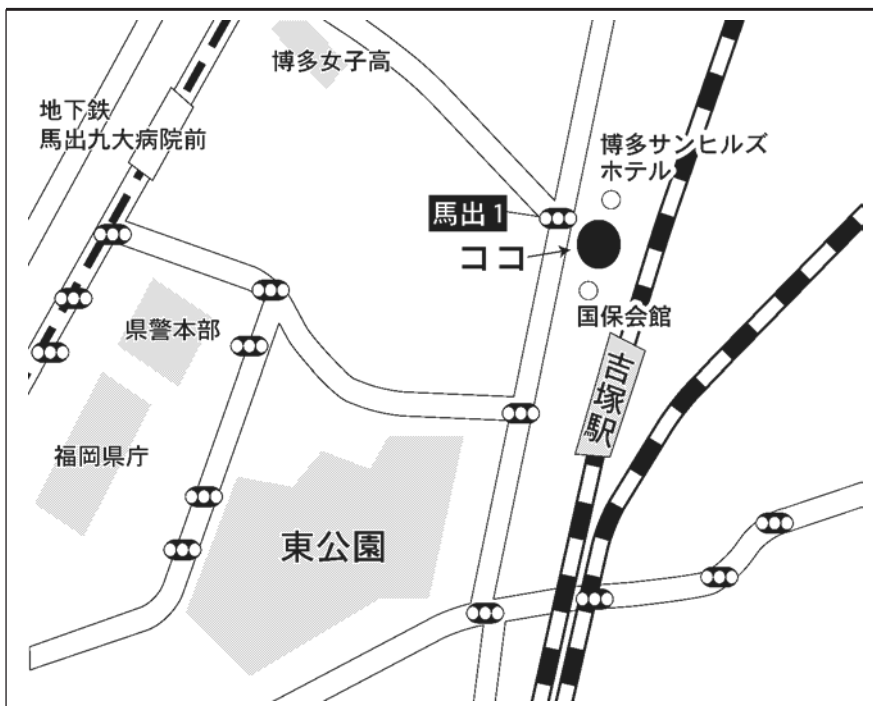 博多女子高
地下鉄
馬出九大病院前
博多サンヒルズ
ホテル
馬出1
ココ
国保会館
県警本部
吉塚駅
福岡県庁
東公園